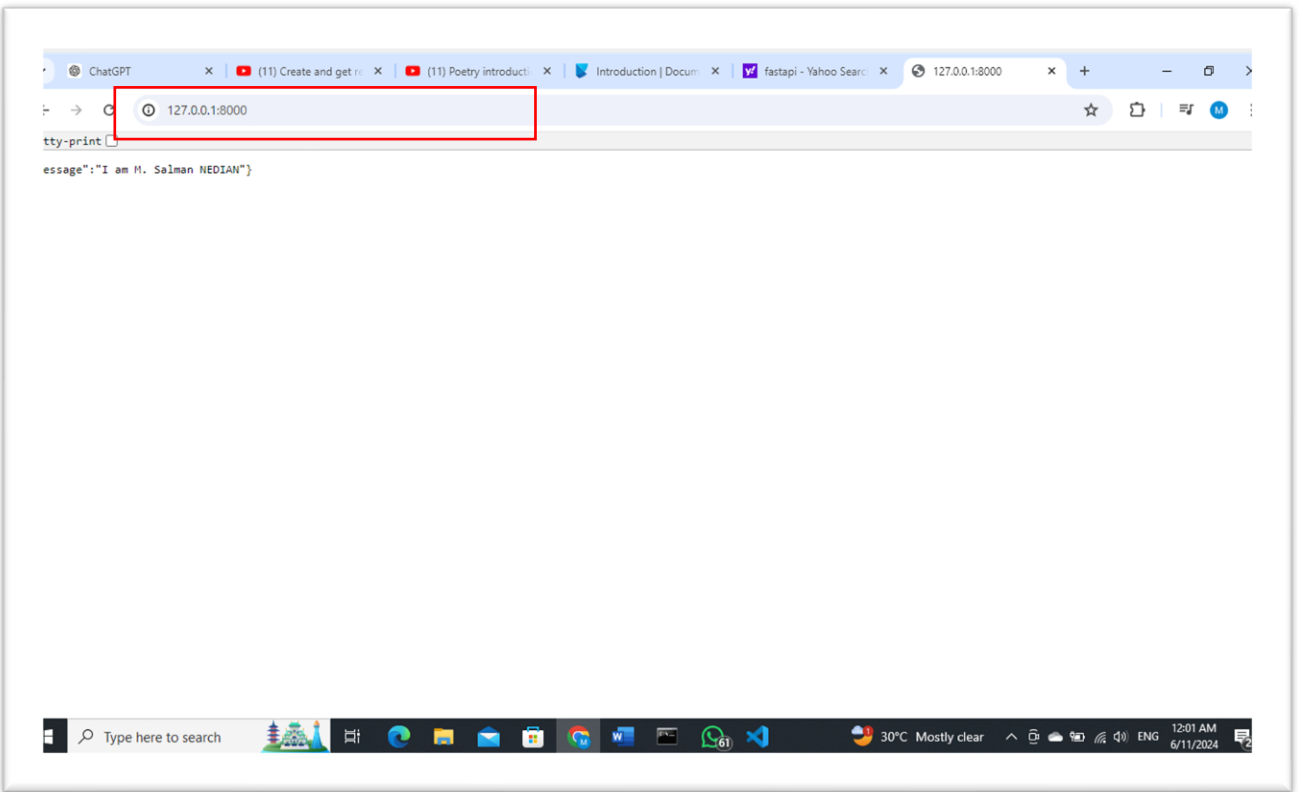 ChatGPT
(11) Create and get re
(11) Poetry introducti
Introduction | Docum
fastapi - Yahoo Searc
127.0.0.1:8000
127.0.0.1:8000
M
tty-print
essage":"I am M. Salman NEDIAN"}
Type here to search
61
30°C Mostly clear
ENG
12:01 AM
6/11/2024
2